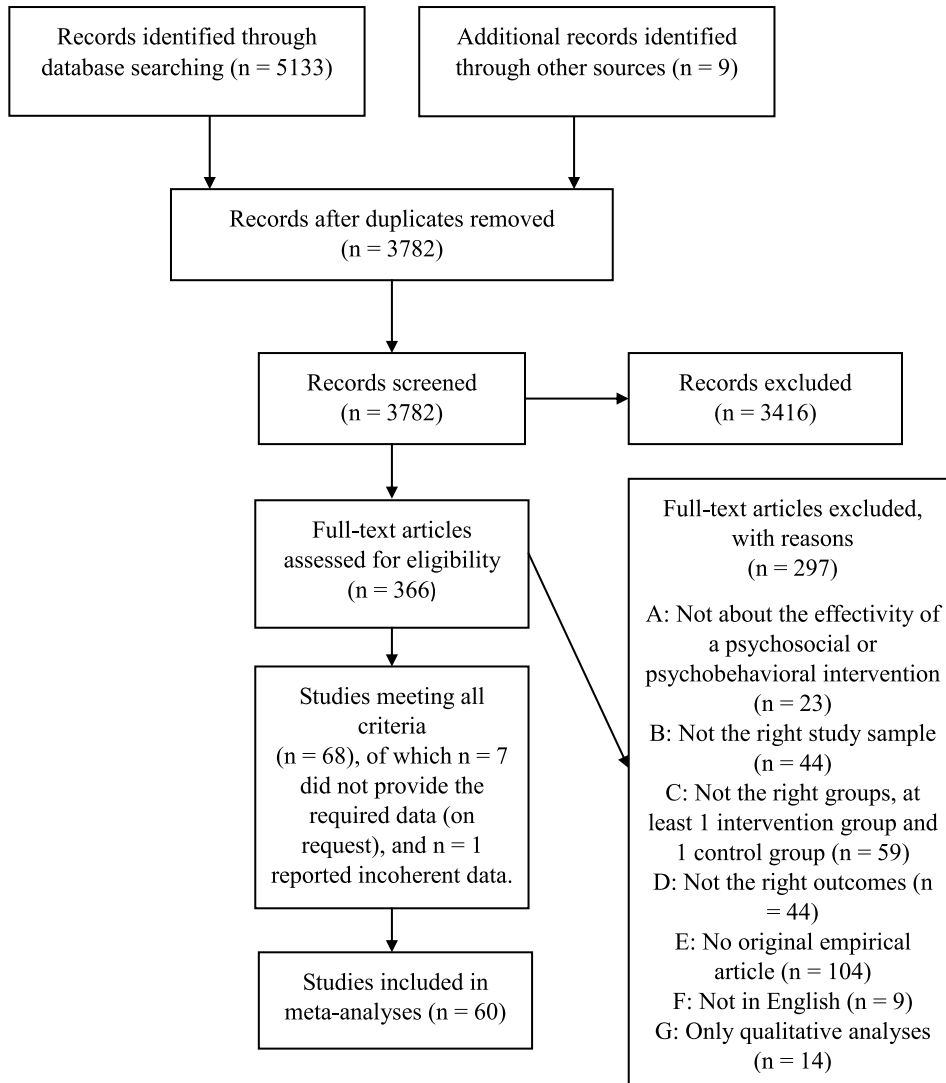 Records identified through
database searching (n = 5133)
Additional records identified
through other sources (n = 9)
Records after duplicates removed
(n = 3782)
Records screened
(n = 3782)
Records excluded
(n = 3416)
Full-text articles
assessed for eligibility
(n = 366)
Full-text articles excluded,
with reasons
(n = 297)
A: Not about the effectivity of
a psychosocial or
psychobehavioral intervention
(n = 23)
B: Not the right study sample
(n = 44)
C: Not the right groups, at
least 1 intervention group and
1 control group (n = 59)
D: Not the right outcomes (n
= 44)
E: No original empirical
article (n = 104)
F: Not in English (n = 9)
G: Only qualitative analyses
(n = 14)
Studies meeting all
criteria
(n = 68), of which n = 7
did not provide the
required data (on
request), and n = 1
reported incoherent data.
Studies included in
meta-analyses (n = 60)